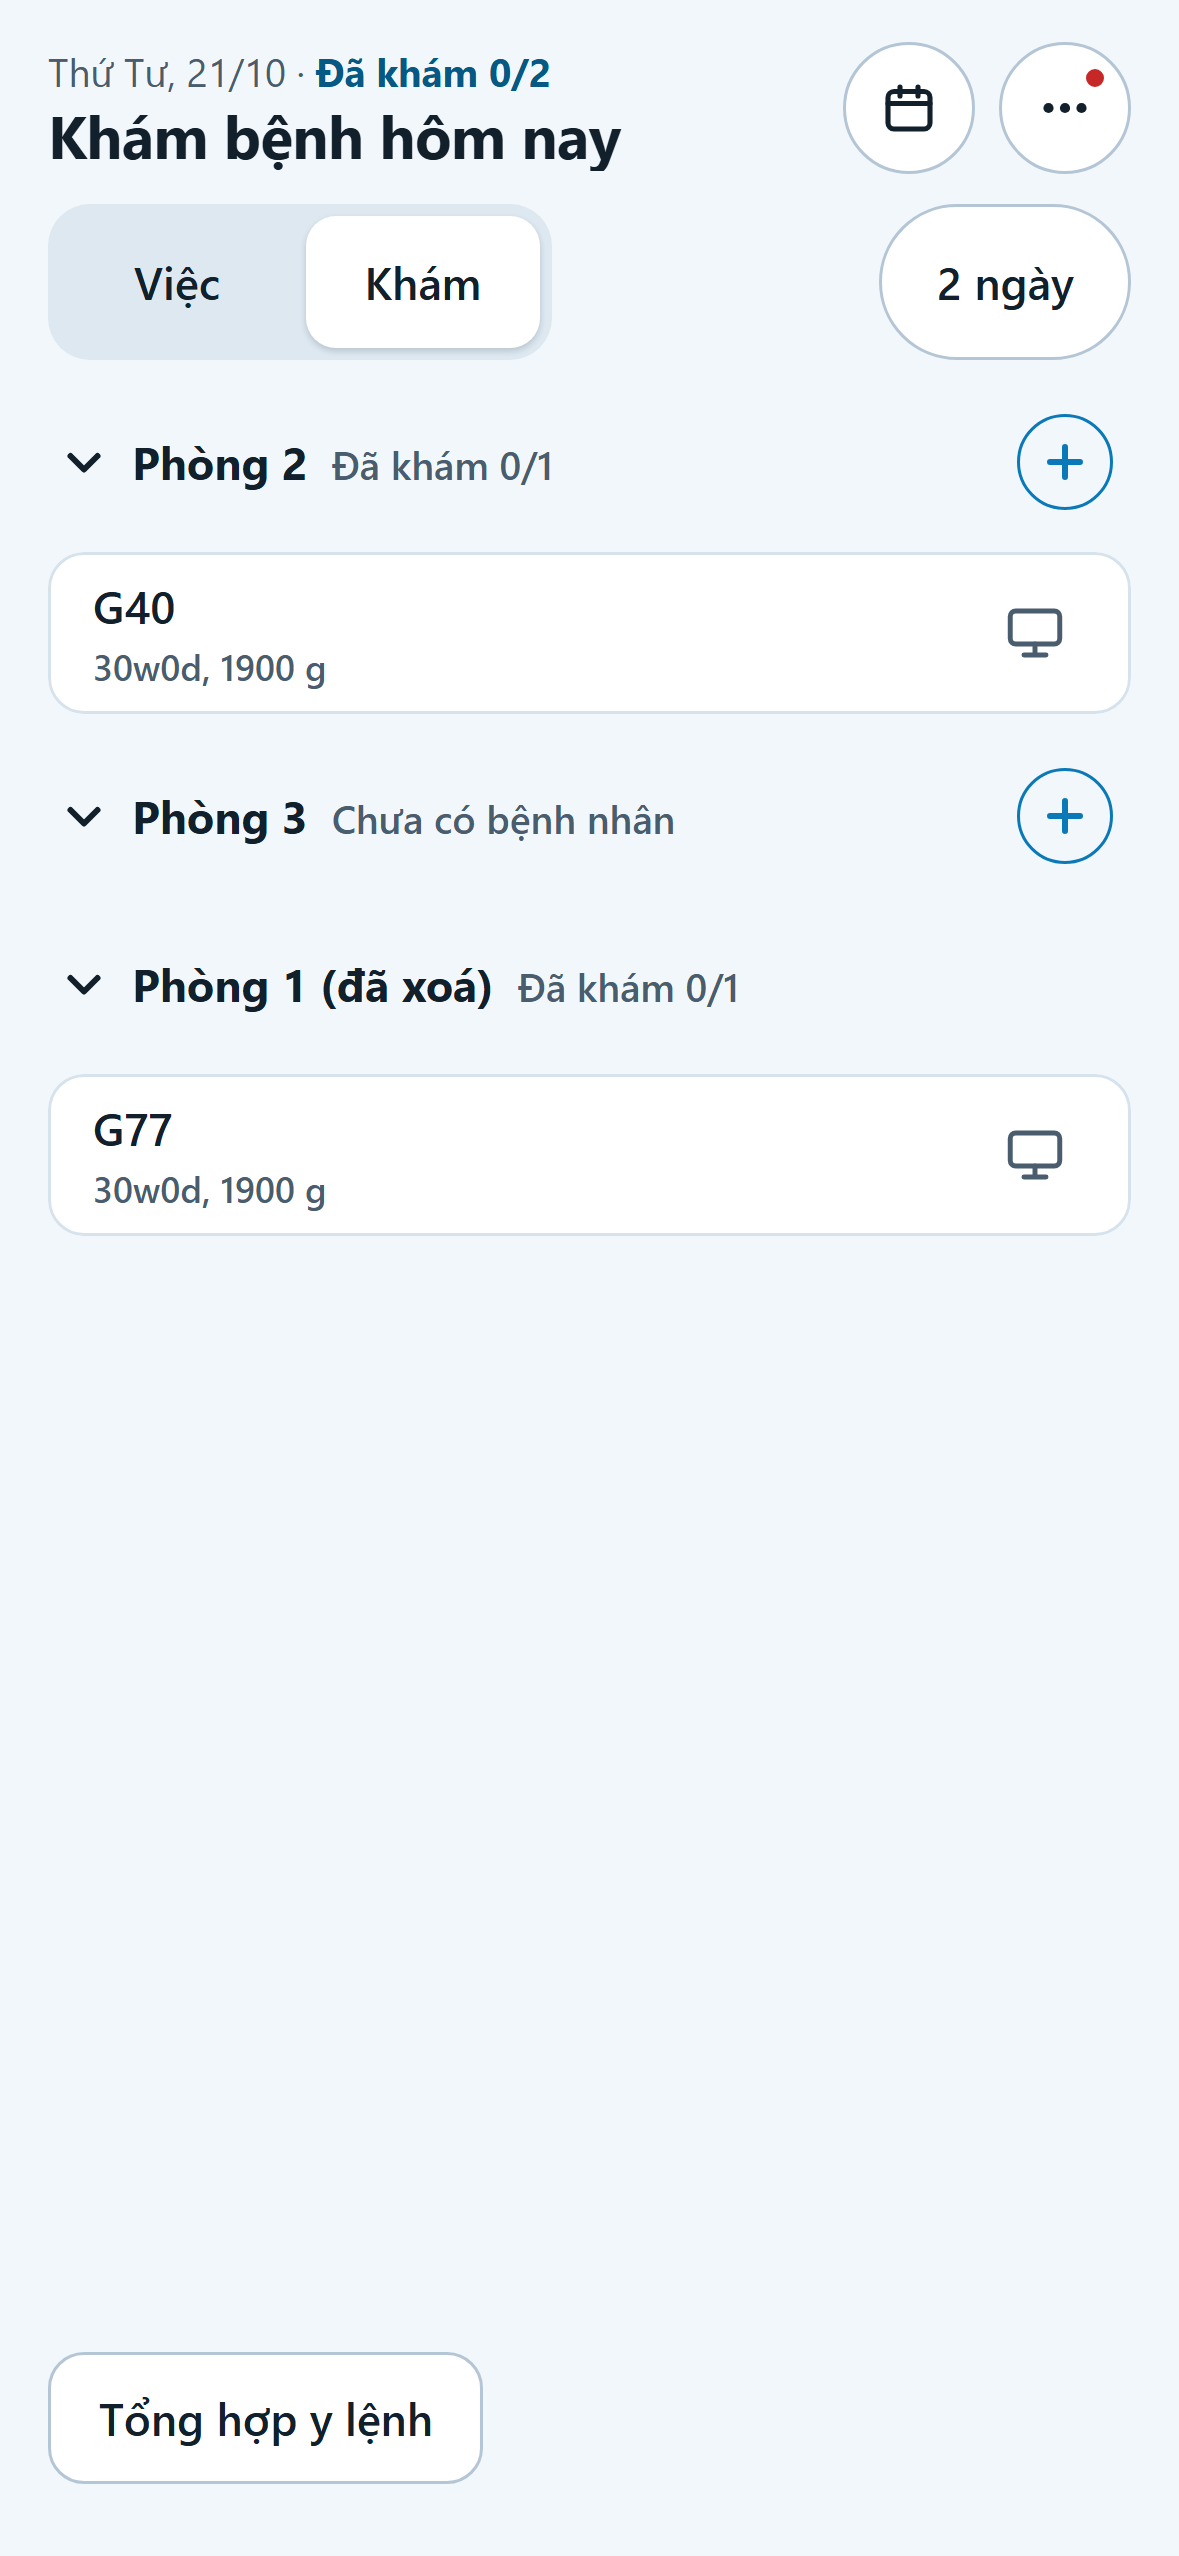 Thứ Tư, 21/10 · Đã khám 0/2
Khám bệnh hôm nay
Việc
Khám
2 ngày
Phòng 2 Đã khám 0/1
G40
30w0d, 1900 g
Phòng 3 Chưa có bệnh nhân
Phòng 1 (đã xoá) Đã khám 0/1
G77
30w0d, 1900 g
Tổng hợp y lệnh